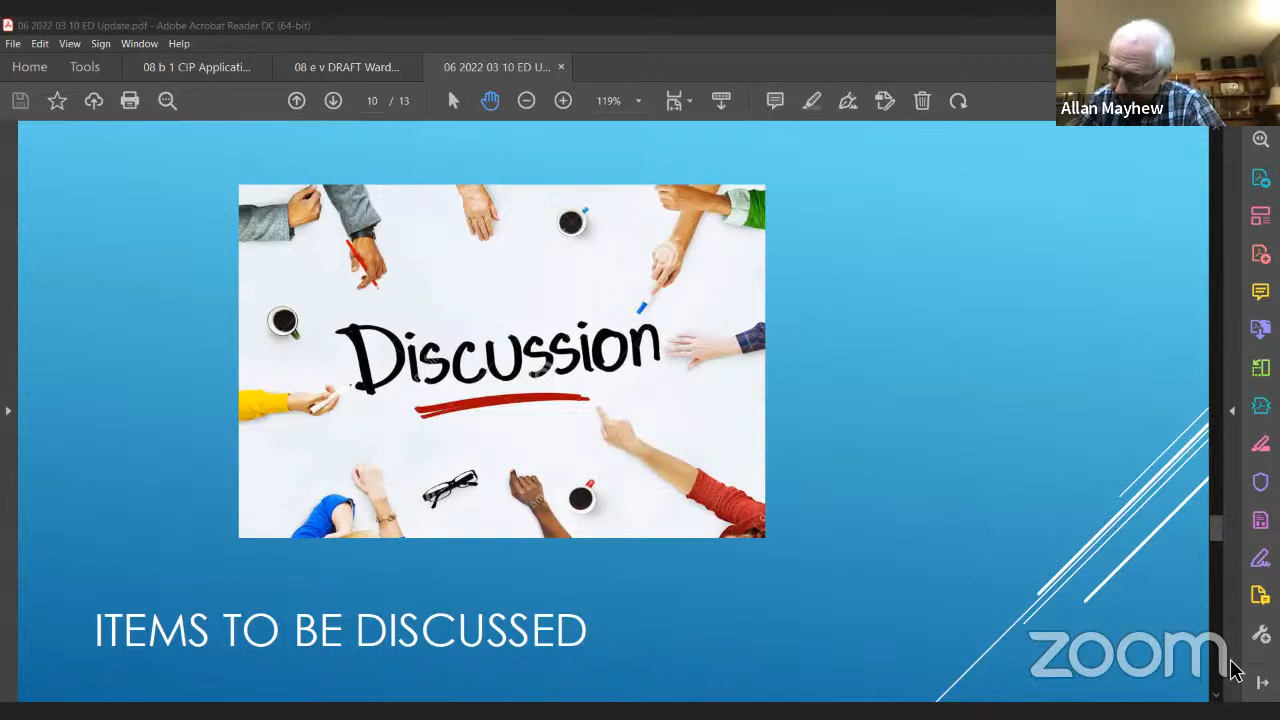 06 2022 03 10 ED Update.pdf - Adobe Acrobat Reader DC (64-bit)
File Edit View Sign Window Help
Home Tools 08 b 1 CIP Applicati... 08 e v DRAFT Ward... 06 2022 03 10 ED U... ×
10 / 13 119%
Allan Mayhew
Discussion
ITEMS TO BE DISCUSSED
zoom